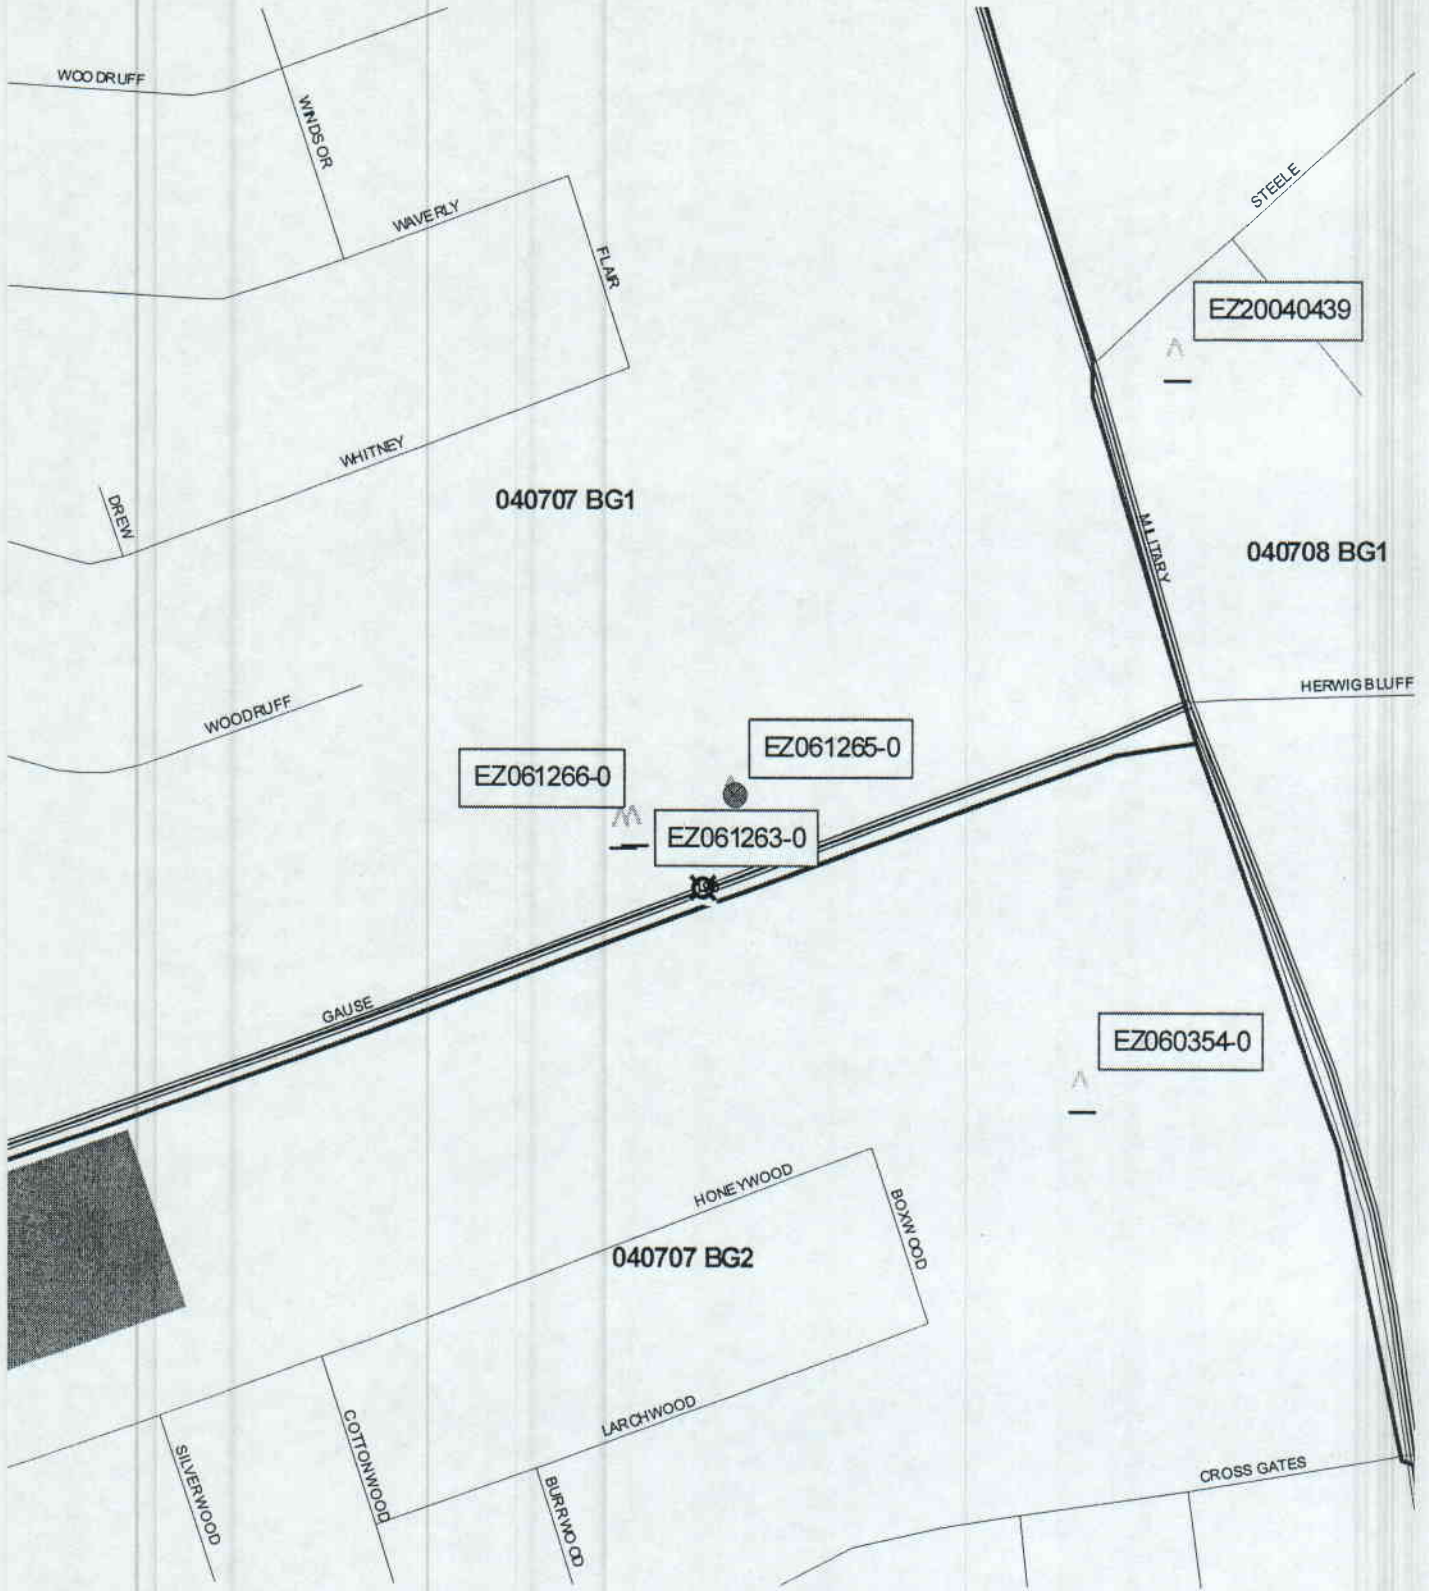 WOODRUFF
WINDSOR
WAVERLY
STEELE
FLAIR
EZ20040439
WHITNEY
DREW
040707 BG1
MILITARY
040708 BG1
HERWIG BLUFF
WOODRUFF
EZ061265-0
EZ061266-0
EZ061263-0
GAUSE
EZ060354-0
HONEYWOOD
BOXWOOD
040707 BG2
LARCHWOOD
COTTONWOOD
SILVERWOOD
BURRWOOD
CROSS GATES